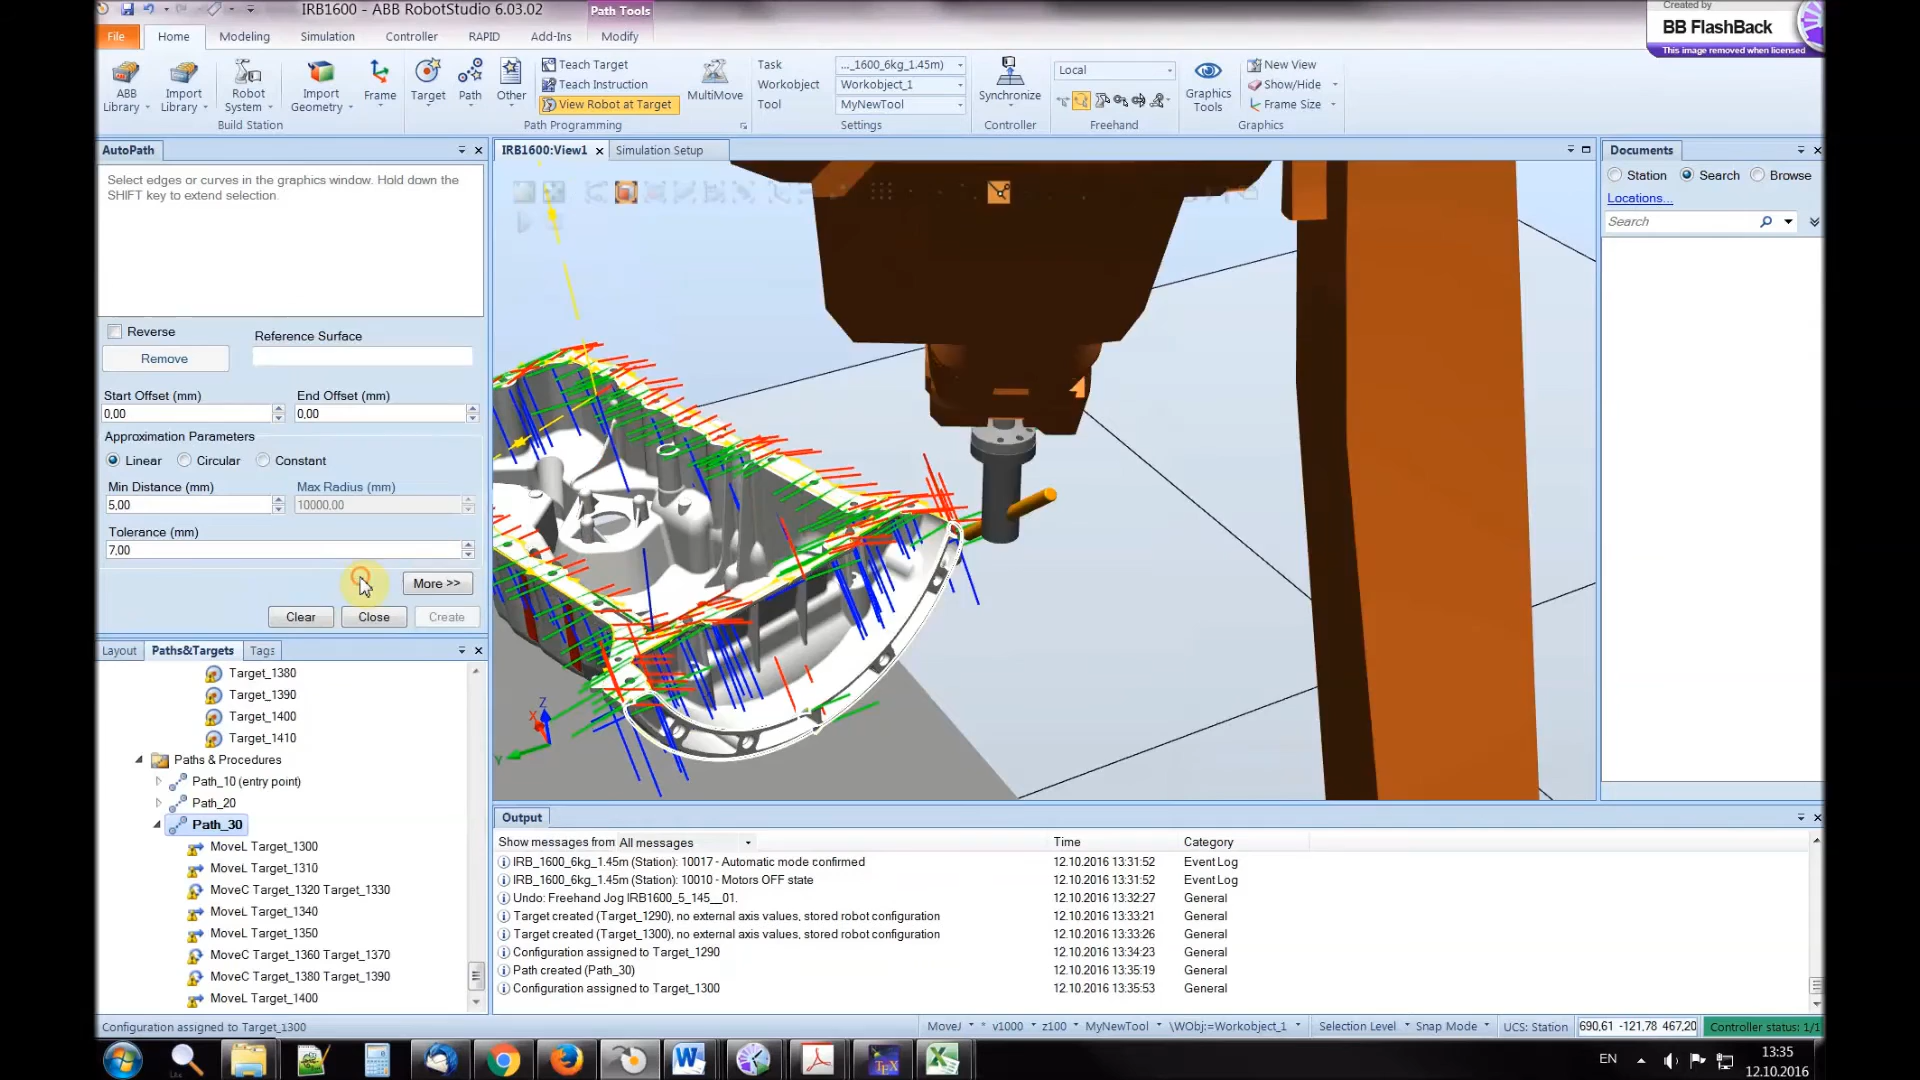 IRB1600 - ABB RobotStudio 6.03.02
Path Tools
Created by
BB FlashBack
This image removed when licensed
File
Home
Modeling
Simulation
Controller
RAPID
Add-Ins
Modify
ABB Library
Import Library
Robot System
Import Geometry
Frame
Build Station
Target
Path
Other
Teach Target
Teach Instruction
View Robot at Target
MultiMove
Path Programming
Task
..._1600_6kg_1.45m)
Workobject
Workobject_1
Tool
MyNewTool
Settings
Synchronize
Controller
Local
Freehand
Graphics Tools
New View
Show/Hide
Frame Size
Graphics
AutoPath
Select edges or curves in the graphics window. Hold down the
SHIFT key to extend selection.
Reverse
Reference Surface
Remove
Start Offset (mm)
End Offset (mm)
0,00
0,00
Approximation Parameters
Linear
Circular
Constant
Min Distance (mm)
Max Radius (mm)
5,00
10000,00
Tolerance (mm)
7,00
More >>
Clear
Close
Create
Layout
Paths&Targets
Tags
Target_1380
Target_1390
Target_1400
Target_1410
Paths & Procedures
Path_10 (entry point)
Path_20
Path_30
MoveL Target_1300
MoveL Target_1310
MoveC Target_1320 Target_1330
MoveL Target_1340
MoveL Target_1350
MoveC Target_1360 Target_1370
MoveC Target_1380 Target_1390
MoveL Target_1400
IRB1600:View1
Simulation Setup
Z
X
Y
Documents
Station
Search
Browse
Locations...
Search
Output
Show messages from All messages
Time
Category
IRB_1600_6kg_1.45m (Station): 10017 - Automatic mode confirmed 12.10.2016 13:31:52 Event Log
IRB_1600_6kg_1.45m (Station): 10010 - Motors OFF state 12.10.2016 13:31:52 Event Log
Undo: Freehand Jog IRB1600_5_145__01. 12.10.2016 13:32:27 General
Target created (Target_1290), no external axis values, stored robot configuration 12.10.2016 13:33:21 General
Target created (Target_1300), no external axis values, stored robot configuration 12.10.2016 13:33:26 General
Configuration assigned to Target_1290 12.10.2016 13:34:23 General
Path created (Path_30) 12.10.2016 13:35:19 General
Configuration assigned to Target_1300 12.10.2016 13:35:53 General
Configuration assigned to Target_1300
MoveJ * v1000 z100 MyNewTool \WObj:=Workobject_1
Selection Level
Snap Mode
UCS: Station
690,61 -121,78 467,20
Controller status: 1/1
EN
13:35
12.10.2016